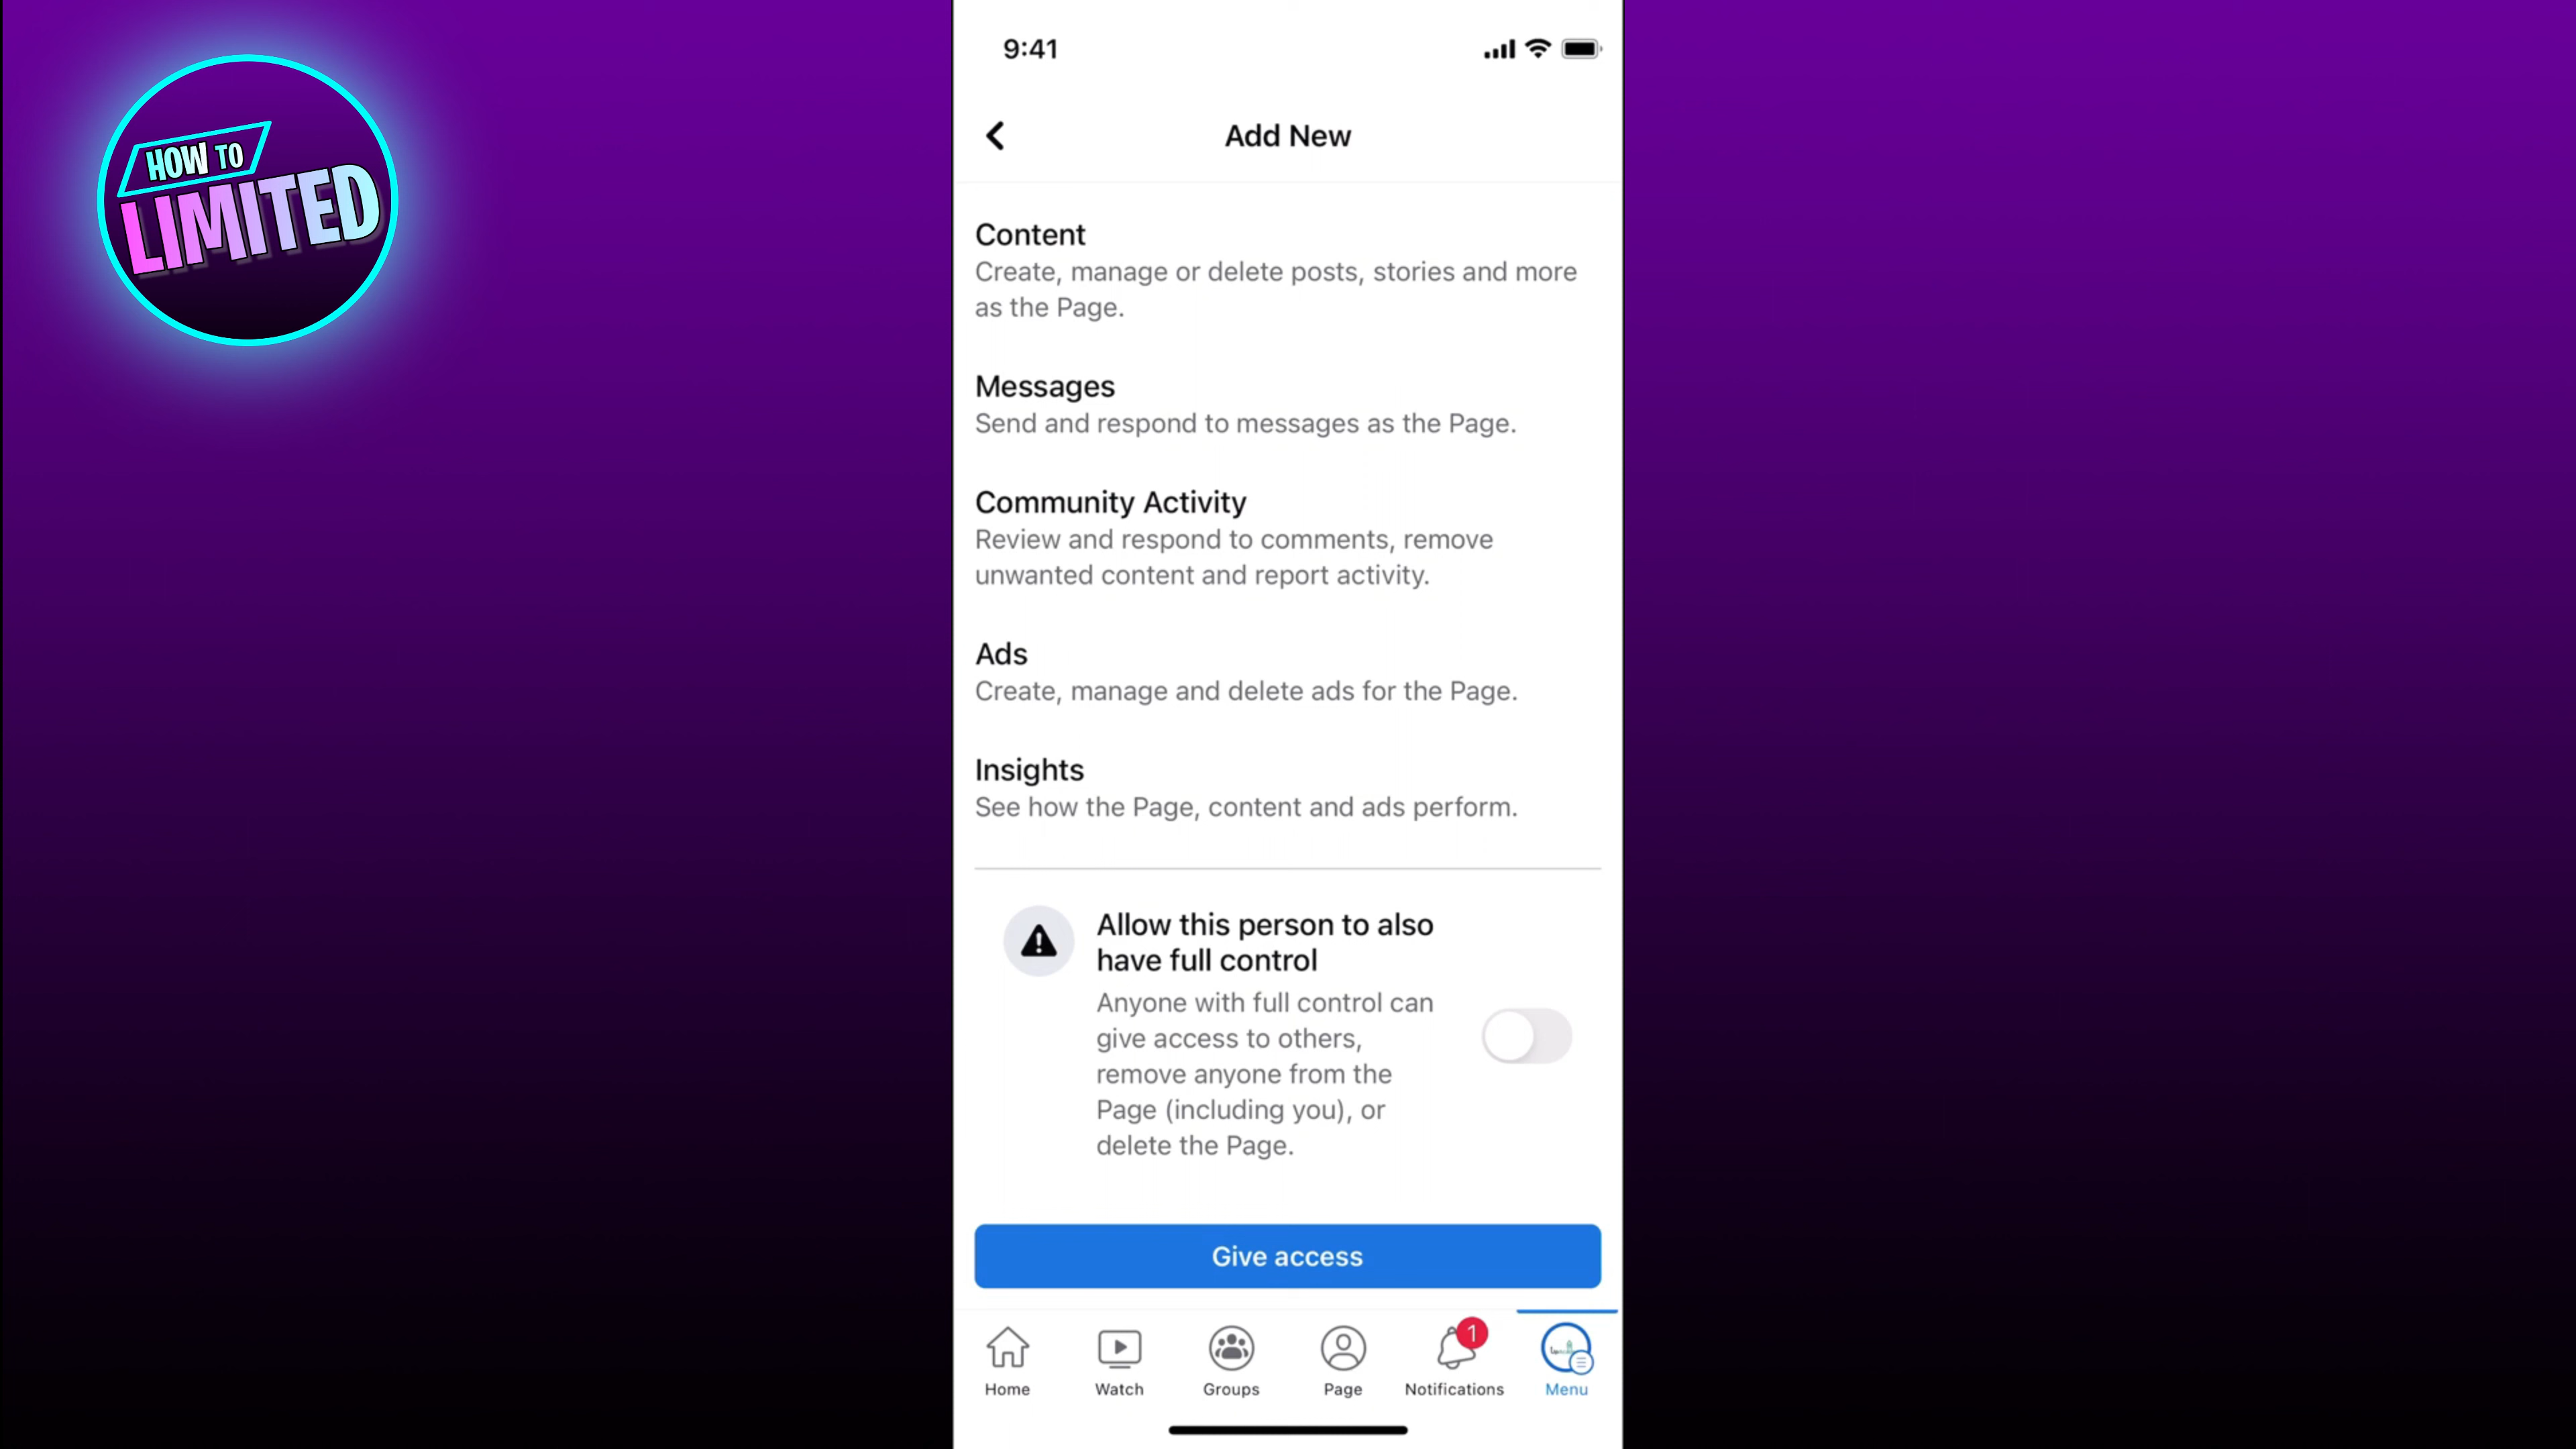 HOW TO
LIMITED
9:41
Add New
Content
Create, manage or delete posts, stories and more
as the Page.
Messages
Send and respond to messages as the Page.
Community Activity
Review and respond to comments, remove
unwanted content and report activity.
Ads
Create, manage and delete ads for the Page.
Insights
See how the Page, content and ads perform.
Allow this person to also
have full control
Anyone with full control can
give access to others,
remove anyone from the
Page (including you), or
delete the Page.
Give access
1
Home Watch Groups Page Notifications Menu